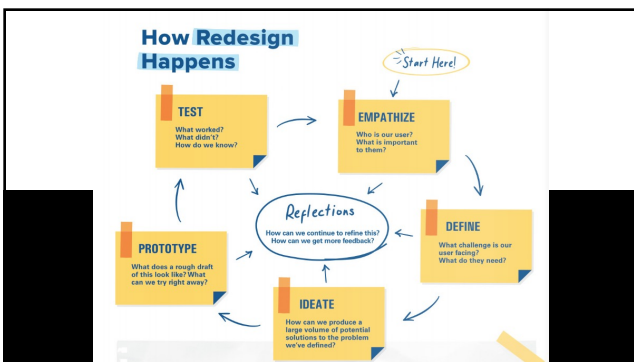 How Redesign
Happens
Start Here!
TEST
What worked?
What didn't?
How do we know?
EMPATHIZE
Who is our user?
What is important
to them?
Reflections
How can we continue to refine this?
How can we get more feedback?
DEFINE
What challenge is our
user facing?
What do they need?
PROTOTYPE
What does a rough draft
of this look like? What
can we try right away?
IDEATE
How can we produce a
large volume of potential
solutions to the problem
we've defined?